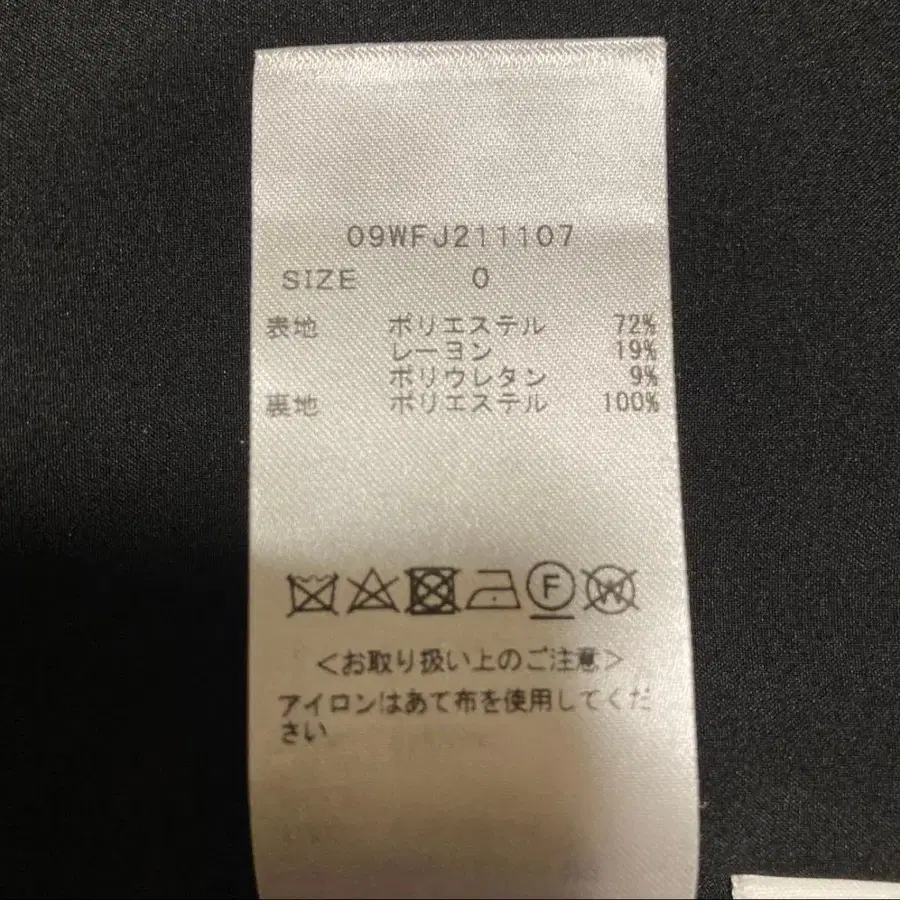 09WFJ211107
SIZE 0
表地 ポリエステル 72%
レーヨン 19%
ポリウレタン 9%
裏地 ポリエステル 100%
F W
<お取り扱い上のご注意>
アイロンはあて布を使用してくだ
さい